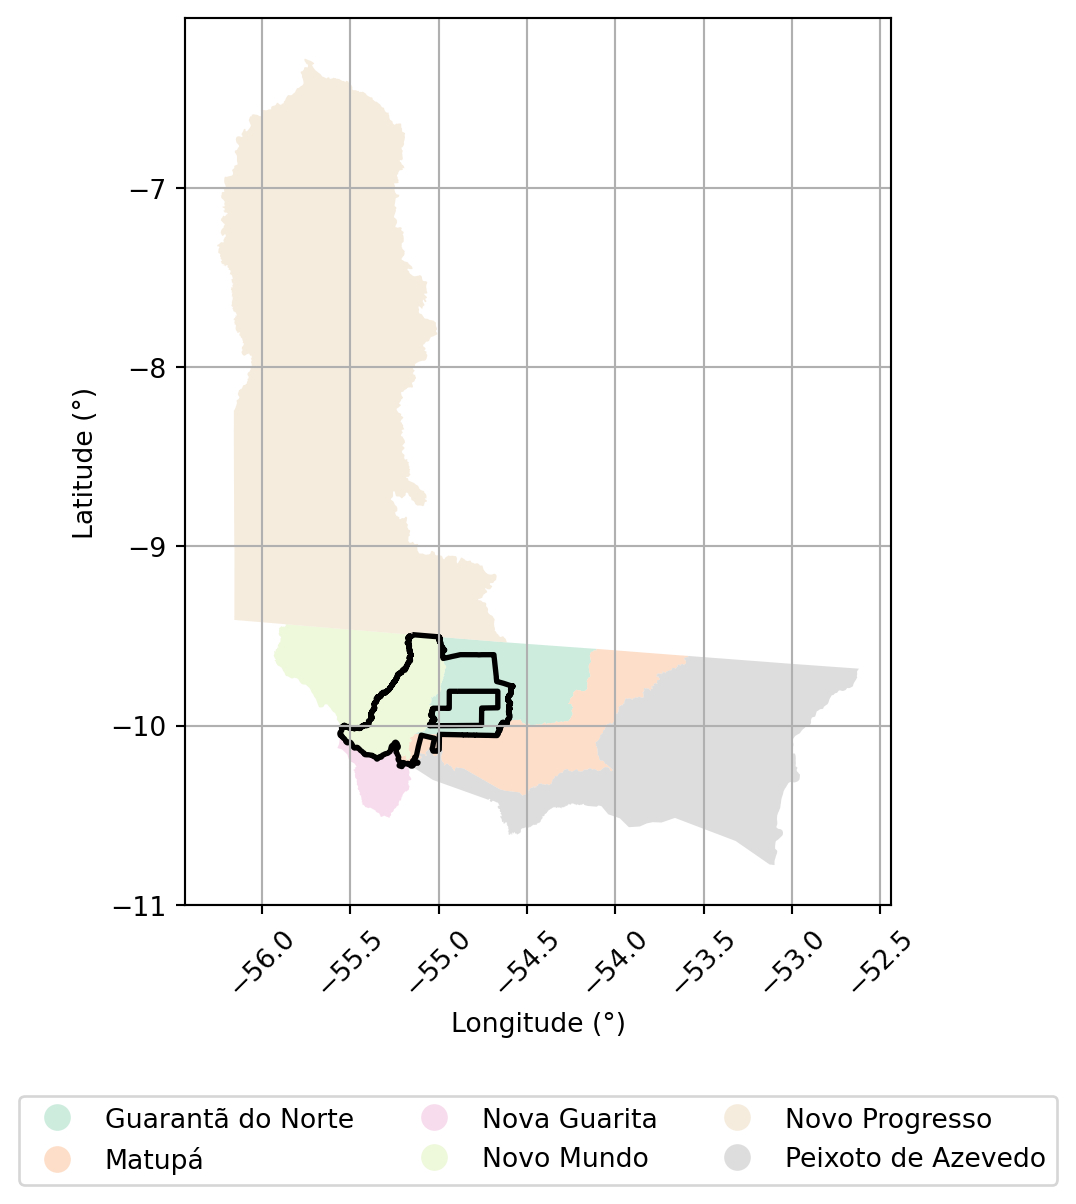 −7
−8
−9
−10
−11
Latitude (°)
−56.0
−55.5
−55.0
−54.5
−54.0
−53.5
−53.0
−52.5
Longitude (°)
Guarantã do Norte
Matupá
Nova Guarita
Novo Mundo
Novo Progresso
Peixoto de Azevedo